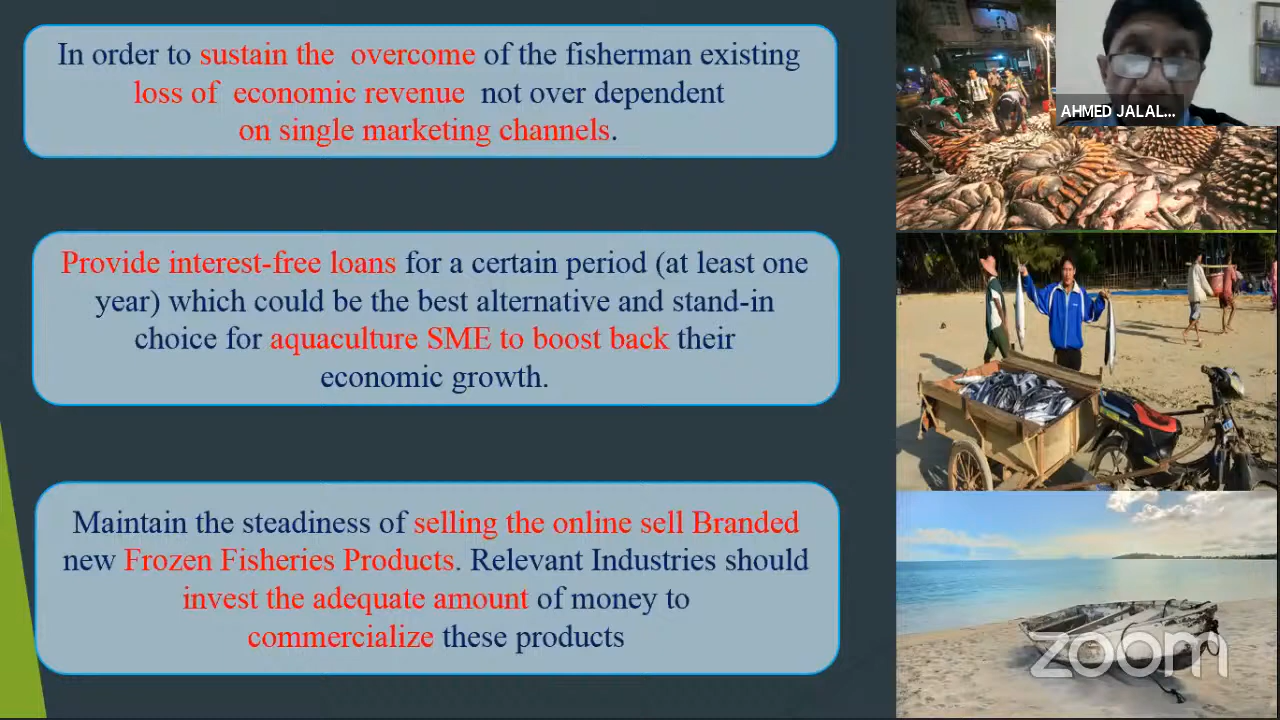 In order to sustain the overcome of the fisherman existing
loss of economic revenue not over dependent
on single marketing channels.
Provide interest-free loans for a certain period (at least one
year) which could be the best alternative and stand-in
choice for aquaculture SME to boost back their
economic growth.
Maintain the steadiness of selling the online sell Branded
new Frozen Fisheries Products. Relevant Industries should
invest the adequate amount of money to
commercialize these products
AHMED JALAL...
zoom